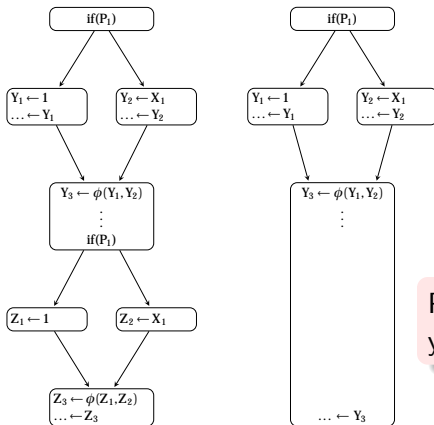 if(P₁)
Y₁ ← 1
… ← Y₁
Y₂ ← X₁
… ← Y₂
Y₃ ← ϕ(Y₁, Y₂)
⋮
if(P₁)
Z₁ ← 1
Z₂ ← X₁
Z₃ ← ϕ(Z₁, Z₂)
… ← Z₃
if(P₁)
Y₁ ← 1
… ← Y₁
Y₂ ← X₁
… ← Y₂
Y₃ ← ϕ(Y₁, Y₂)
⋮
… ← Y₃